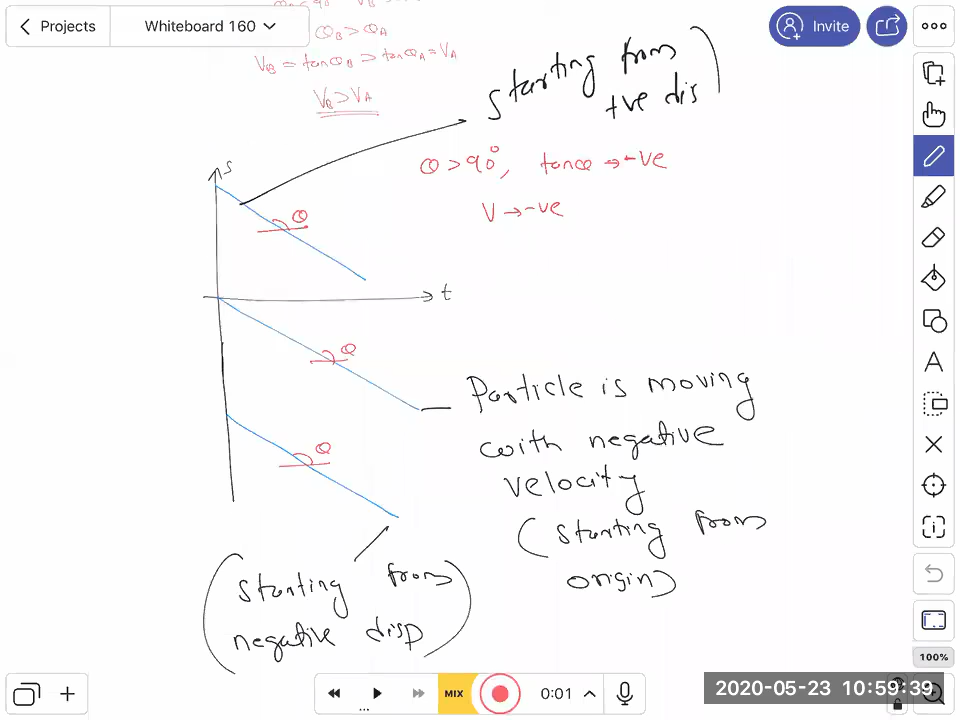 Projects
Whiteboard 160
Invite
θB > θA
VB = tanθB > tanθA = VA
VB > VA
starting from
+ve dis
θ > 90°, tanθ → -ve
V → -ve
s
θ
t
θ
Particle is moving
with negative
velocity
(starting from
origin)
θ
(starting from
negative disp)
A
100%
MIX
0:01
2020-05-23 10:59:39